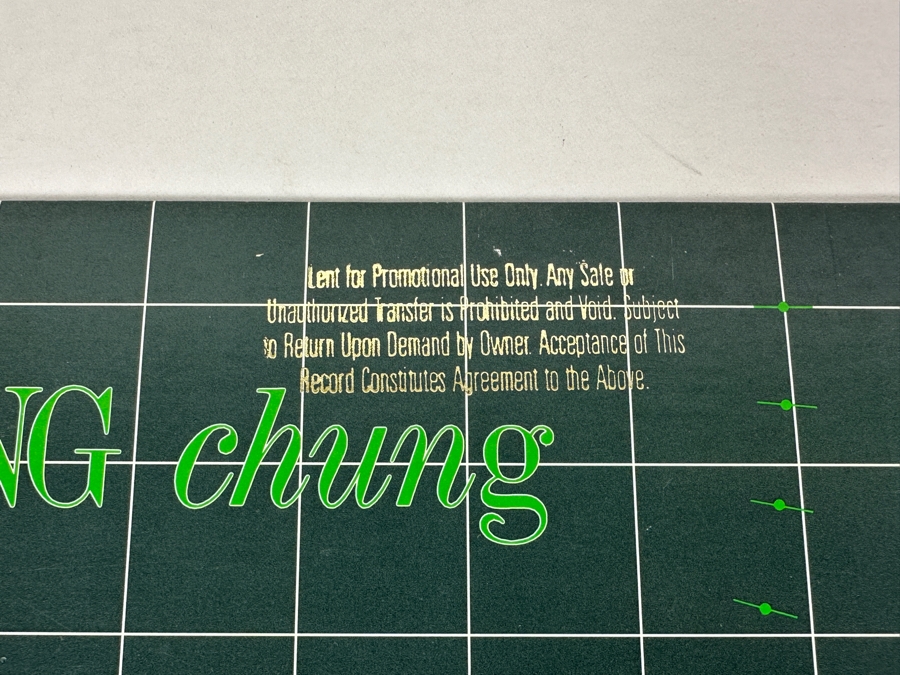 Lent for Promotional Use Only. Any Sale or
Unauthorized Transfer is Prohibited and Void. Subject
to Return Upon Demand by Owner. Acceptance of This
Record Constitutes Agreement to the Above.
NG chung